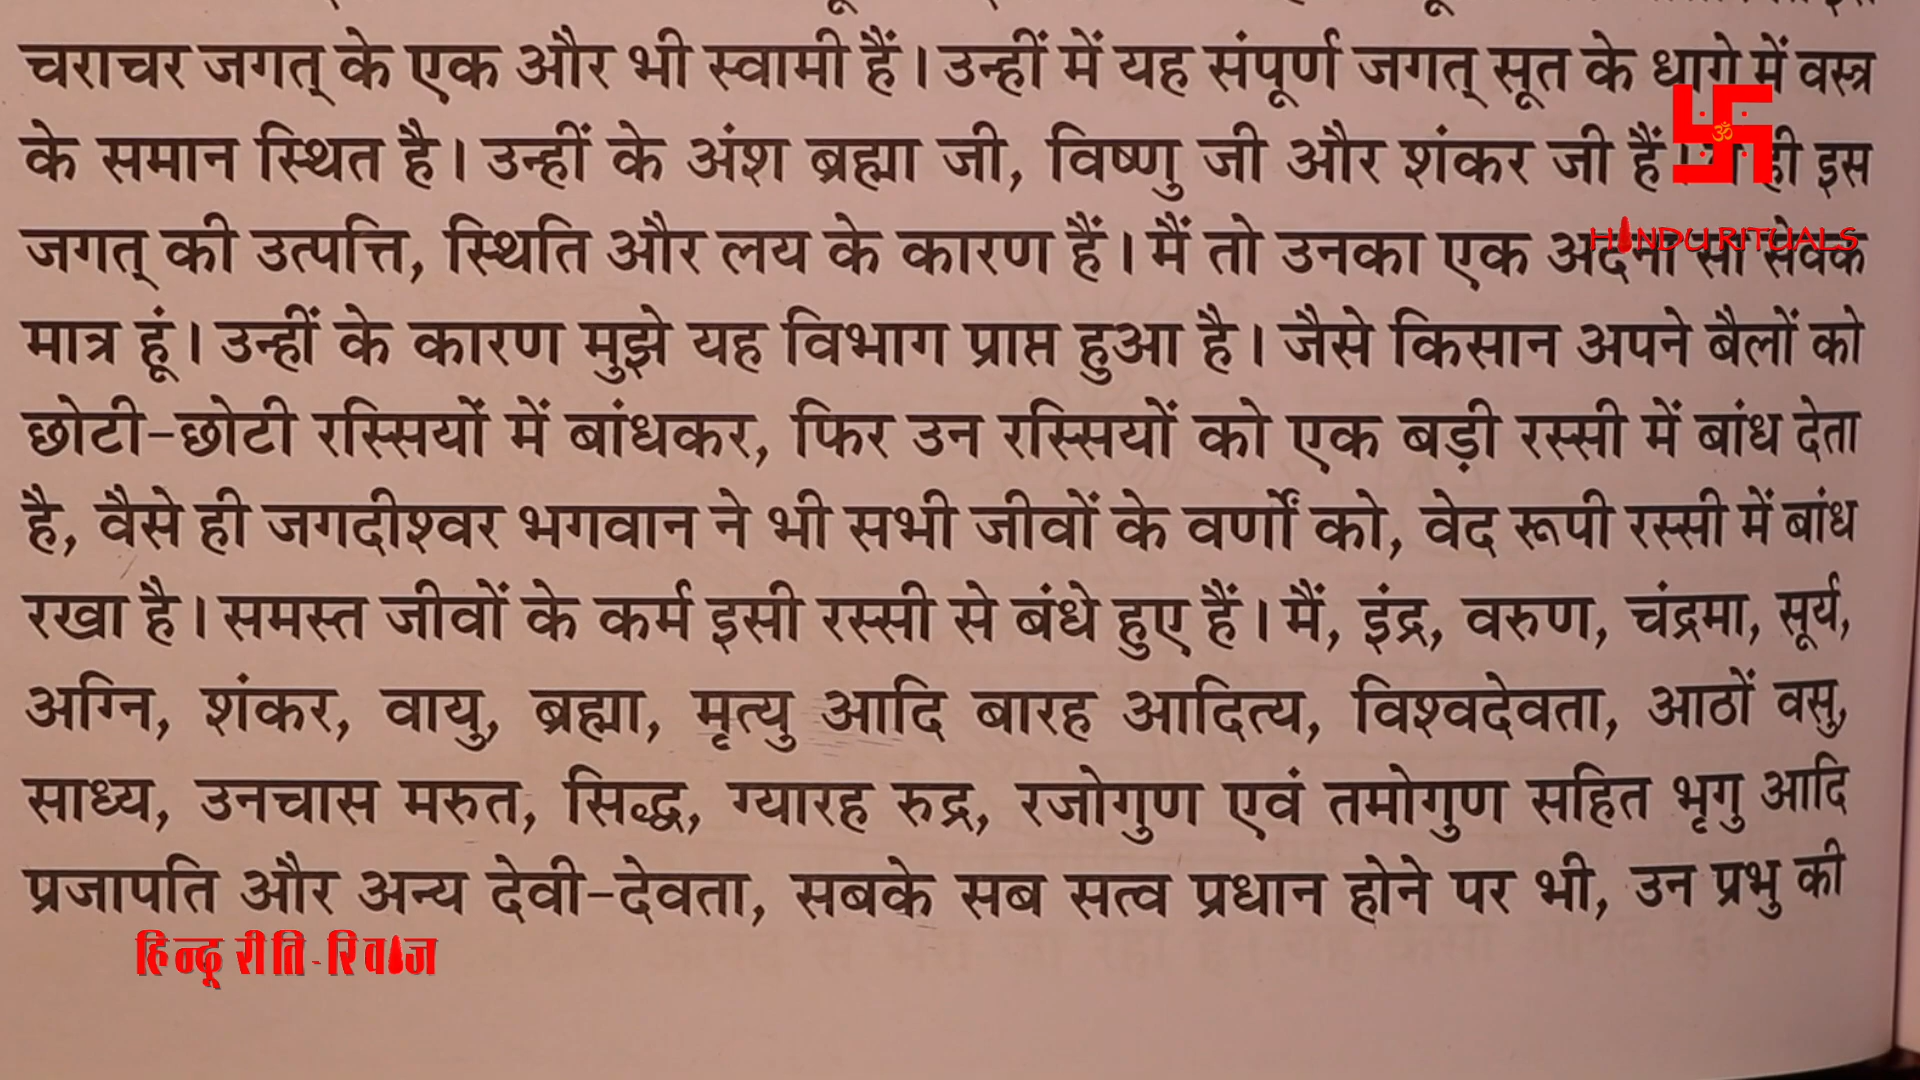 चराचर जगत् के एक और भी स्वामी हैं। उन्हीं में यह संपूर्ण जगत् सूत के धागे में वस्त्र
के समान स्थित है। उन्हीं के अंश ब्रह्मा जी, विष्णु जी और शंकर जी हैं। ही इस
ॐ
HINDU RITUALS
जगत् की उत्पत्ति, स्थिति और लय के कारण हैं। मैं तो उनका एक अदना सा सेवक
मात्र हूं। उन्हीं के कारण मुझे यह विभाग प्राप्त हुआ है। जैसे किसान अपने बैलों को
छोटी-छोटी रस्सियों में बांधकर, फिर उन रस्सियों को एक बड़ी रस्सी में बांध देता
है, वैसे ही जगदीश्वर भगवान ने भी सभी जीवों के वर्णों को, वेद रूपी रस्सी में बांध
रखा है। समस्त जीवों के कर्म इसी रस्सी से बंधे हुए हैं। मैं, इंद्र, वरुण, चंद्रमा, सूर्य,
अग्नि, शंकर, वायु, ब्रह्मा, मृत्यु आदि बारह आदित्य, विश्वदेवता, आठों वसु,
साध्य, उनचास मरुत, सिद्ध, ग्यारह रुद्र, रजोगुण एवं तमोगुण सहित भृगु आदि
प्रजापति और अन्य देवी-देवता, सबके सब सत्व प्रधान होने पर भी, उन प्रभु की
हिन्दू रीति-रिवाज